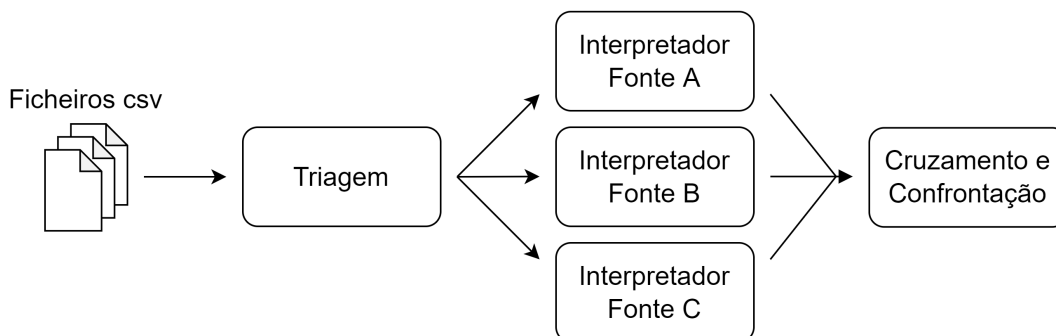 Ficheiros csv
Triagem
Interpretador
Fonte A
Interpretador
Fonte B
Interpretador
Fonte C
Cruzamento e
Confrontação